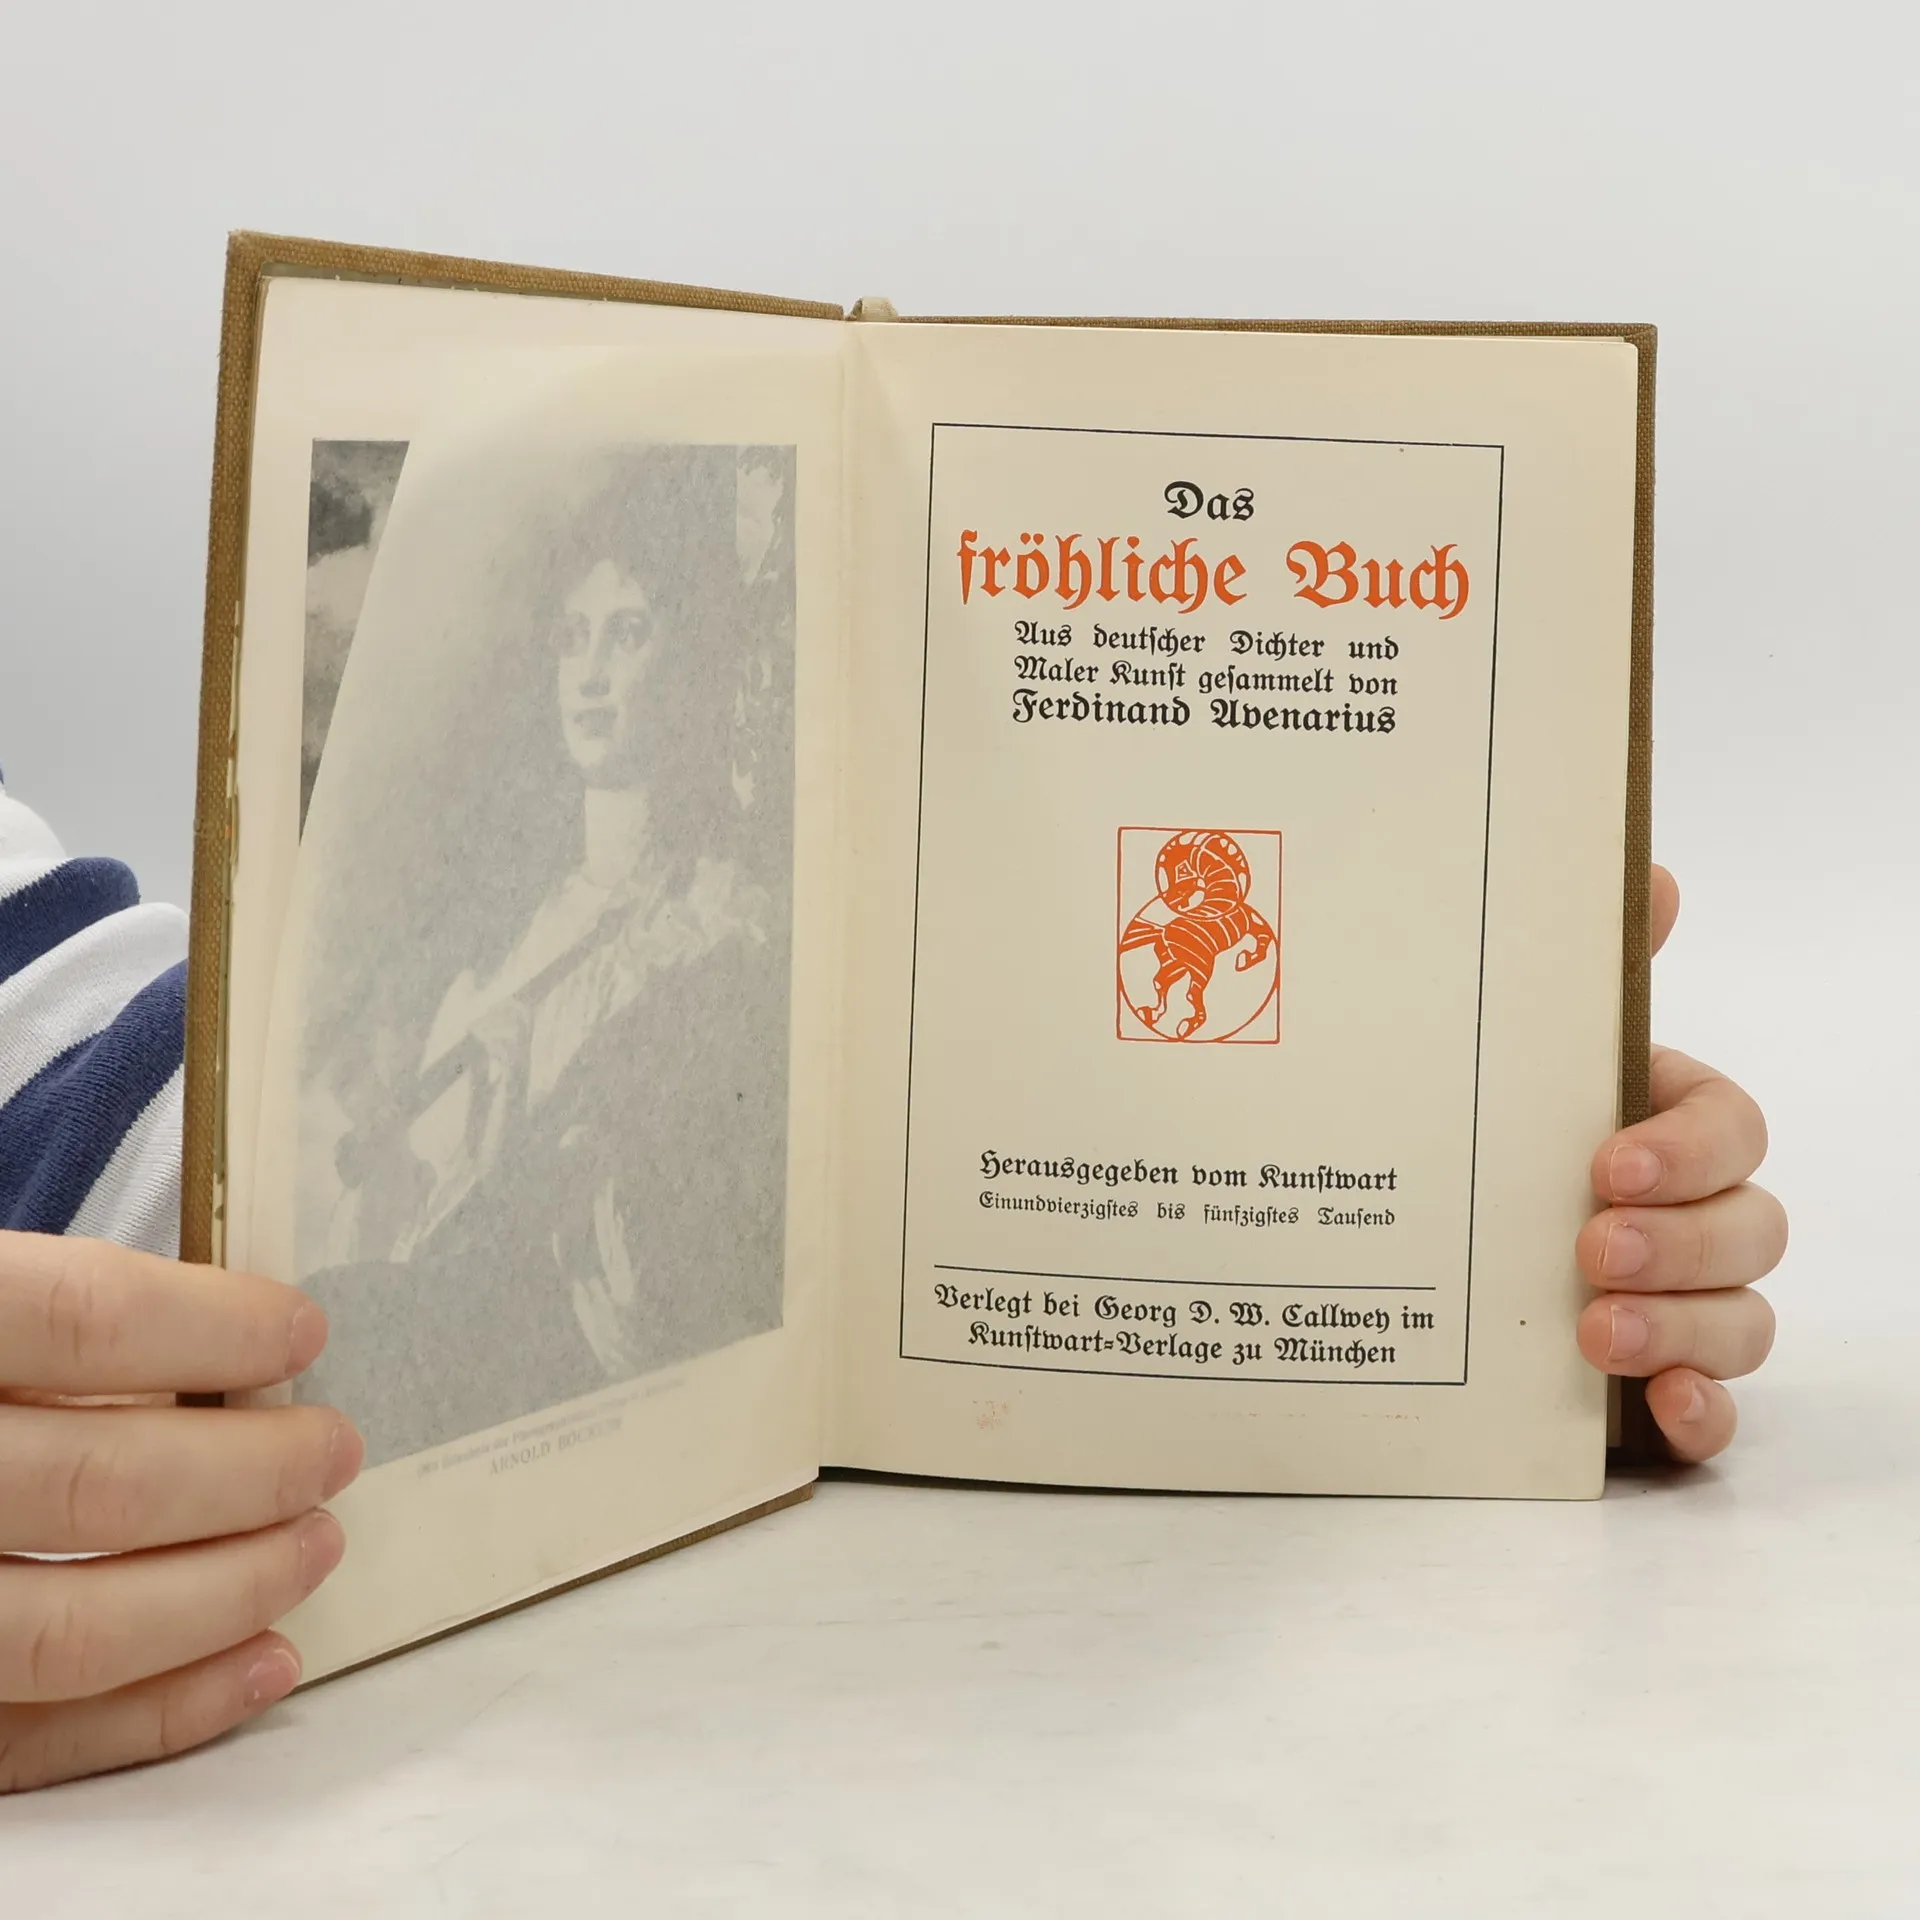 ARNOLD BÖCKLIN
Das
fröhliche Buch
Aus deutſcher Dichter und
Maler Kunſt geſammelt von
Ferdinand Avenarius
Herausgegeben vom Kunſtwart
Einundvierzigſtes bis fünfzigſtes Tauſend
Verlegt bei Georg D. W. Callwey im
Kunſtwart-Verlage zu München